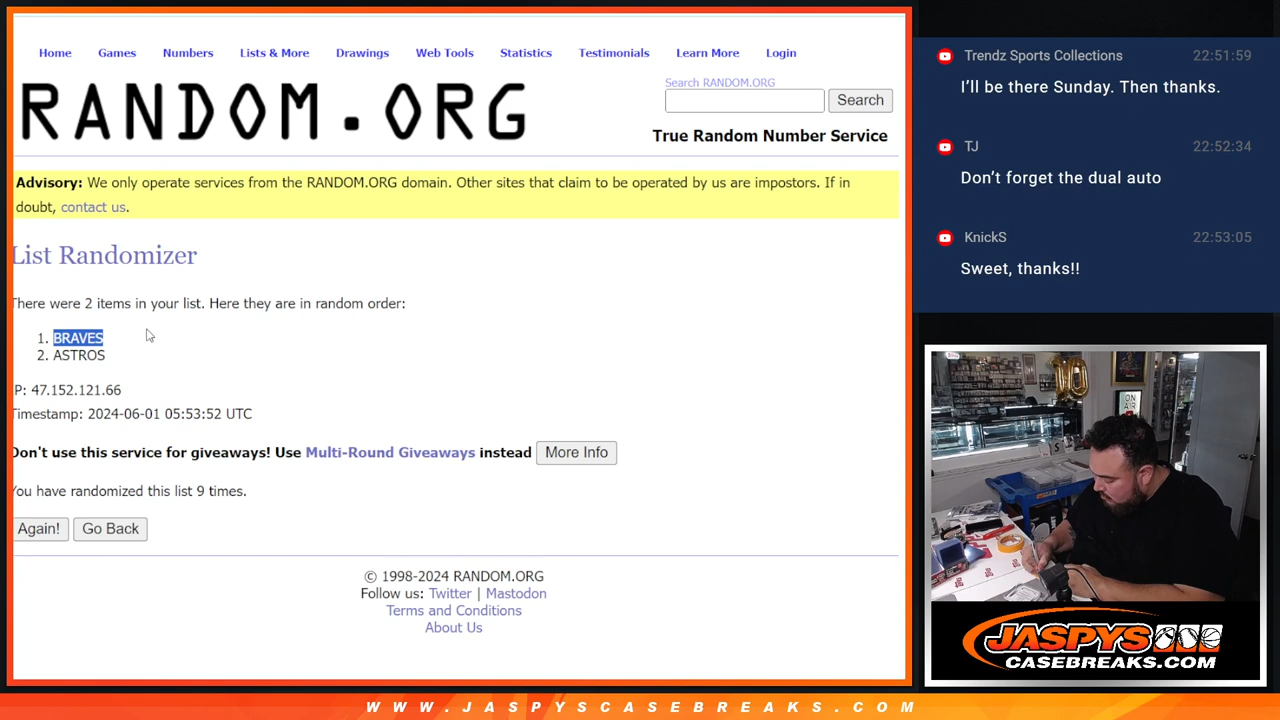 Home Games Numbers Lists & More Drawings Web Tools Statistics Testimonials Learn More Login
RANDOM.ORG
Search RANDOM.ORG
Search
True Random Number Service
Advisory: We only operate services from the RANDOM.ORG domain. Other sites that claim to be operated by us are impostors. If in
doubt, contact us.
List Randomizer
There were 2 items in your list. Here they are in random order:
1. BRAVES
2. ASTROS
IP: 47.152.121.66
Timestamp: 2024-06-01 05:53:52 UTC
Don't use this service for giveaways! Use Multi-Round Giveaways instead More Info
You have randomized this list 9 times.
Again! Go Back
© 1998-2024 RANDOM.ORG
Follow us: Twitter | Mastodon
Terms and Conditions
About Us
Trendz Sports Collections 22:51:59
I'll be there Sunday. Then thanks.
TJ 22:52:34
Don't forget the dual auto
KnickS 22:53:05
Sweet, thanks!!
10
ON
AIR
JASPYS
CASEBREAKS.COM
WWW.JASPYSCASEBREAKS.COM